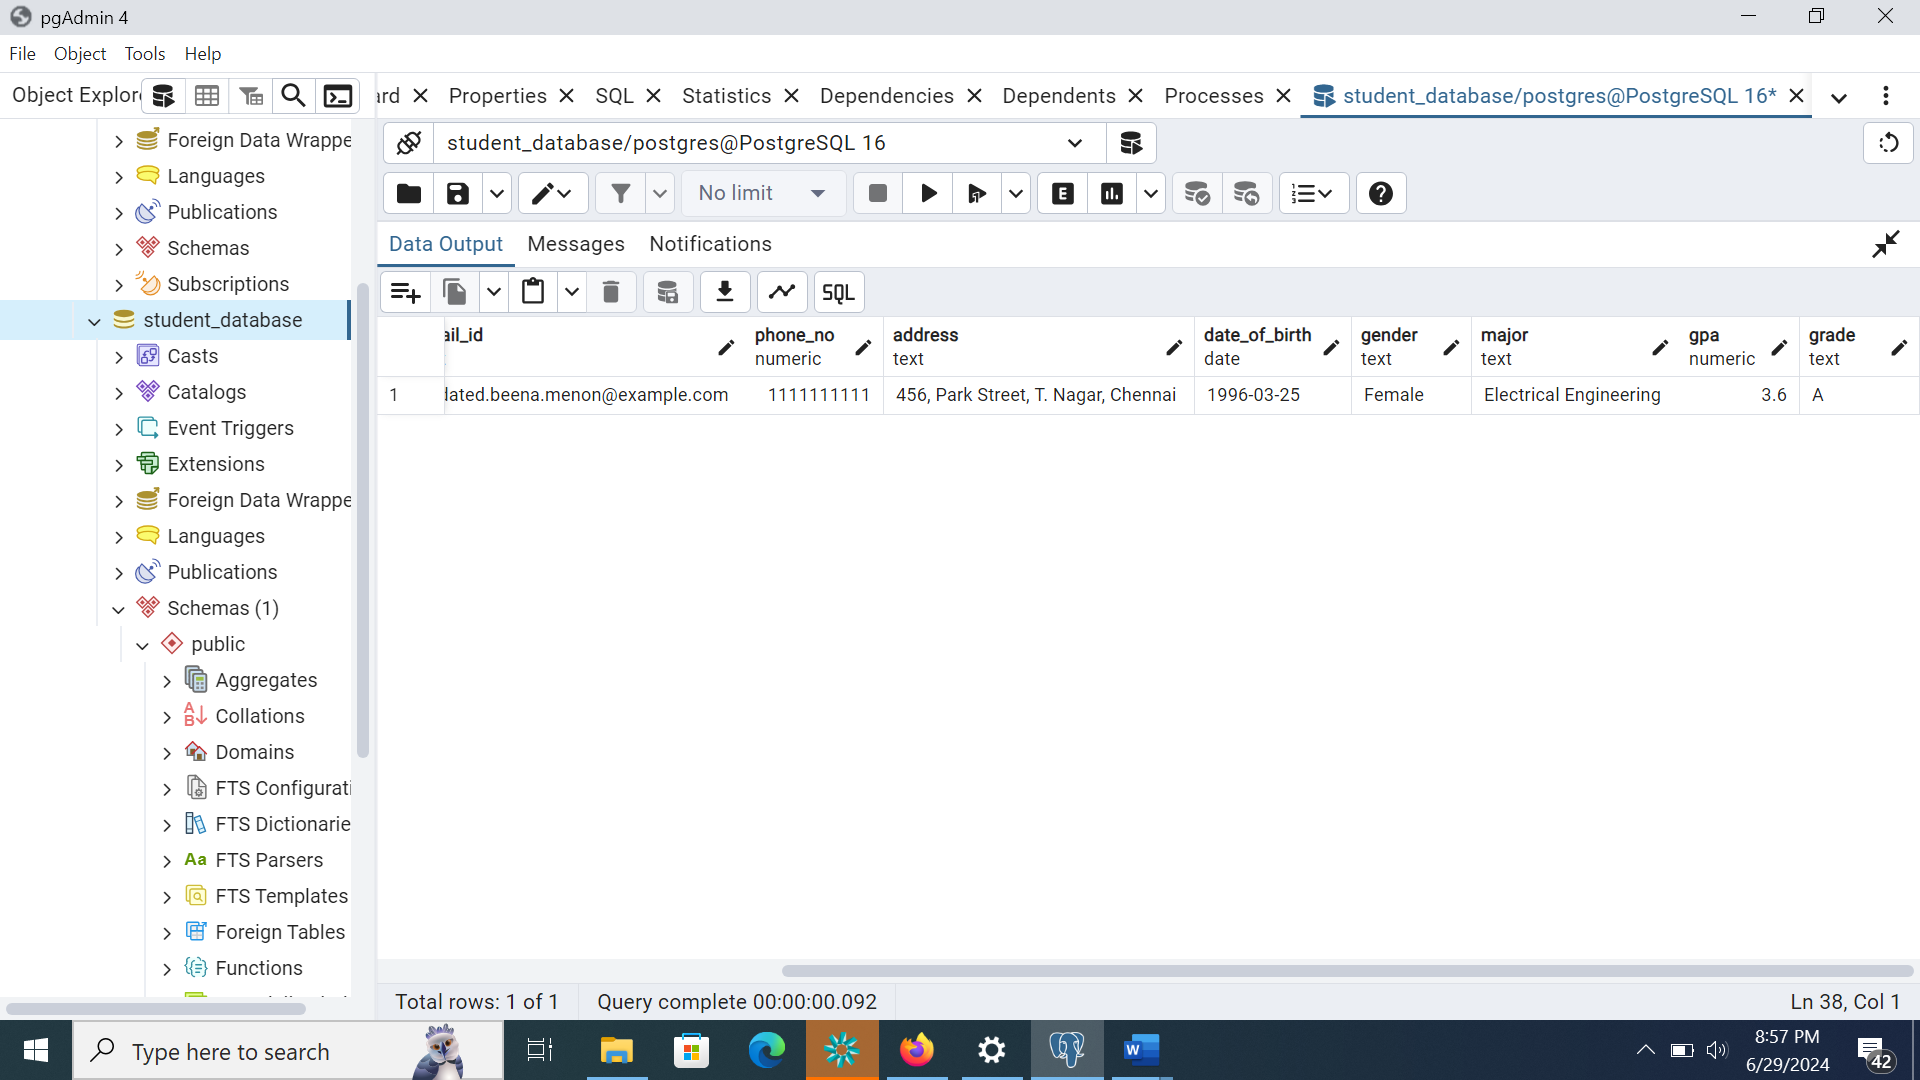 pgAdmin 4
File Object Tools Help
Object Explor
ard Properties SQL Statistics Dependencies Dependents Processes student_database/postgres@PostgreSQL 16*
student_database/postgres@PostgreSQL 16
No limit
E
Data Output Messages Notifications
SQL
ail_id phone_no address date_of_birth gender major gpa grade
numeric text date text text numeric text
1 dated.beena.menon@example.com 1111111111 456, Park Street, T. Nagar, Chennai 1996-03-25 Female Electrical Engineering 3.6 A
Foreign Data Wrappe
Languages
Publications
Schemas
Subscriptions
student_database
Casts
Catalogs
Event Triggers
Extensions
Foreign Data Wrappe
Languages
Publications
Schemas (1)
public
Aggregates
Collations
Domains
FTS Configurati
FTS Dictionarie
Aa FTS Parsers
FTS Templates
Foreign Tables
Functions
Total rows: 1 of 1 Query complete 00:00:00.092 Ln 38, Col 1
Type here to search
8:57 PM
6/29/2024
42